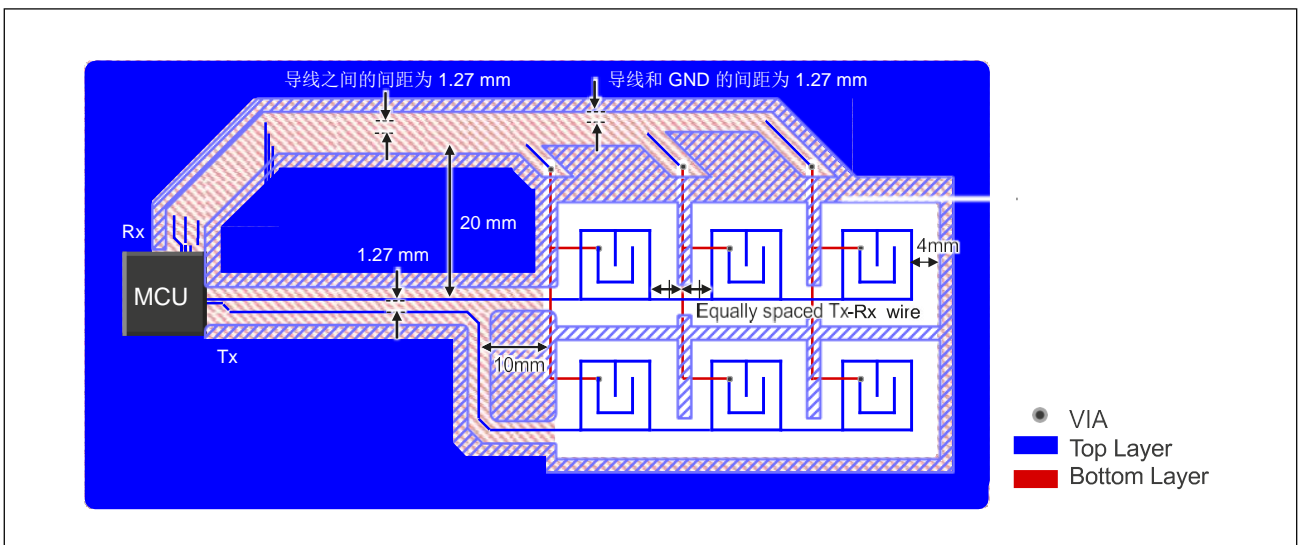 导线之间的间距为 1.27 mm
导线和 GND 的间距为 1.27 mm
Rx
20 mm
4mm
1.27 mm
MCU
Equally spaced Tx-Rx wire
Tx
10mm
VIA
Top Layer
Bottom Layer